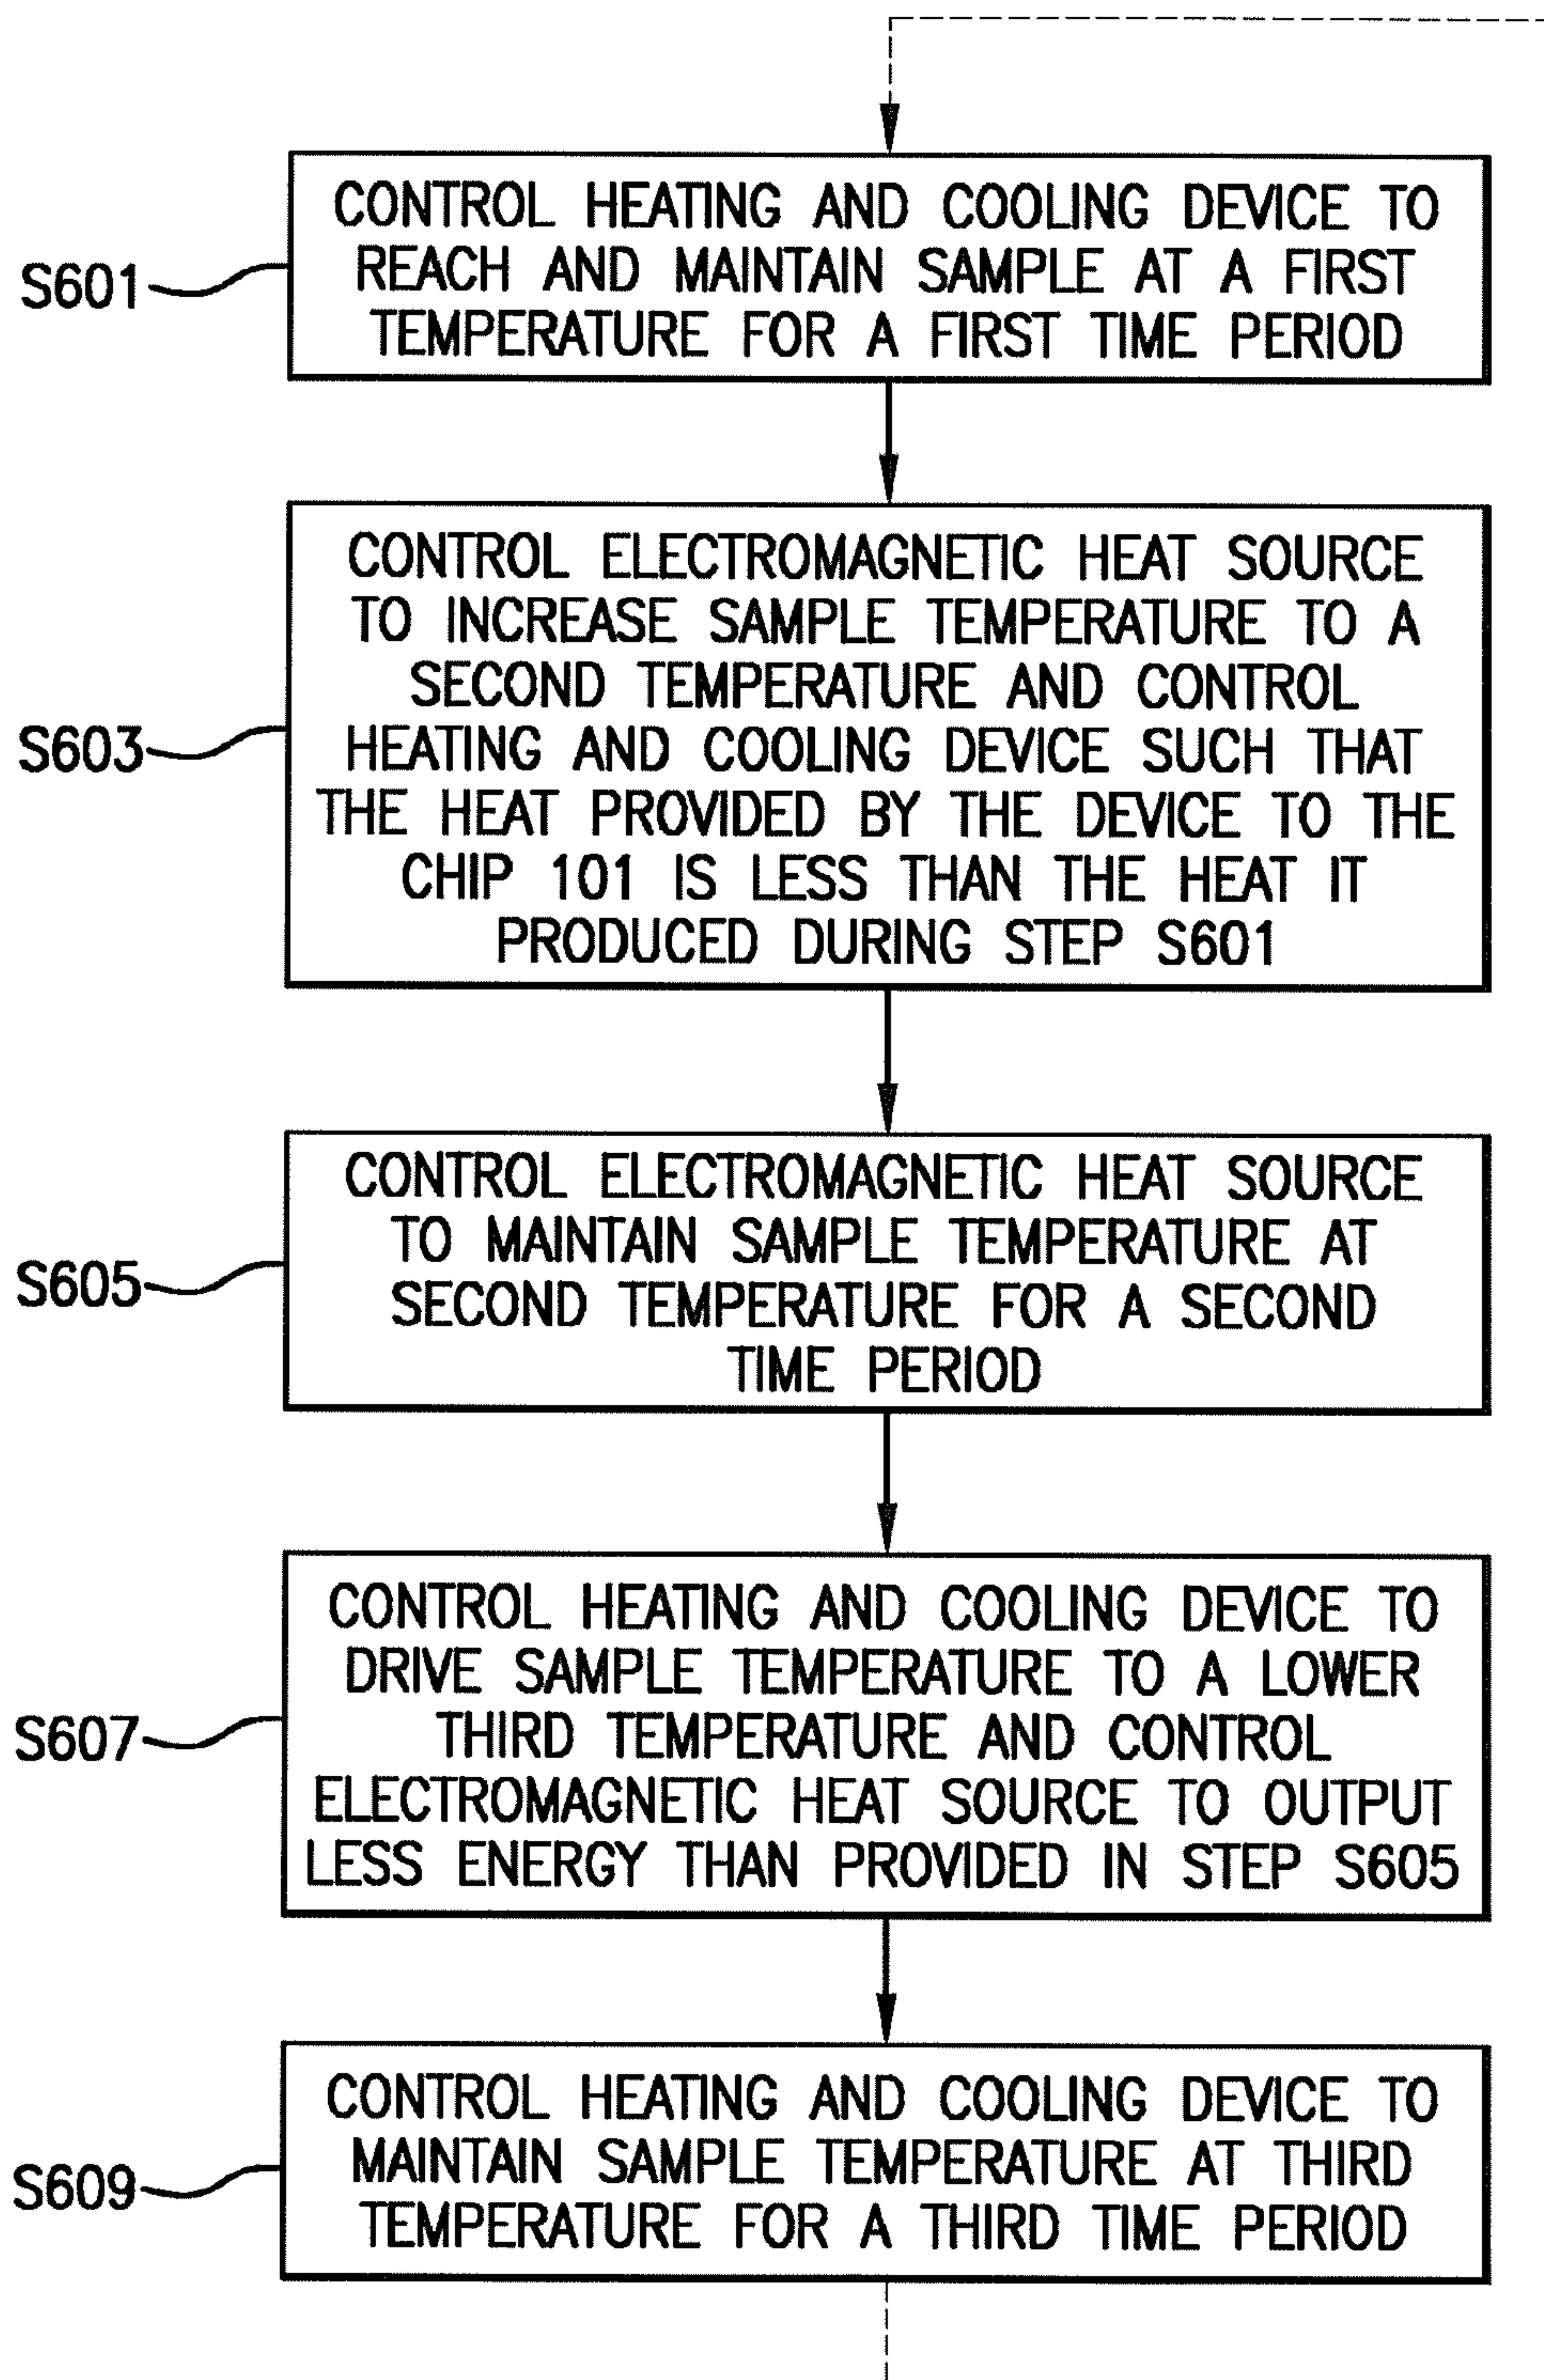 CONTROL HEATING AND COOLING DEVICE TO
REACH AND MAINTAIN SAMPLE AT A FIRST
TEMPERATURE FOR A FIRST TIME PERIOD
S601
CONTROL ELECTROMAGNETIC HEAT SOURCE
TO INCREASE SAMPLE TEMPERATURE TO A
SECOND TEMPERATURE AND CONTROL
HEATING AND COOLING DEVICE SUCH THAT
THE HEAT PROVIDED BY THE DEVICE TO THE
CHIP 101 IS LESS THAN THE HEAT IT
PRODUCED DURING STEP S601
S603
CONTROL ELECTROMAGNETIC HEAT SOURCE
TO MAINTAIN SAMPLE TEMPERATURE AT
SECOND TEMPERATURE FOR A SECOND
TIME PERIOD
S605
CONTROL HEATING AND COOLING DEVICE TO
DRIVE SAMPLE TEMPERATURE TO A LOWER
THIRD TEMPERATURE AND CONTROL
ELECTROMAGNETIC HEAT SOURCE TO OUTPUT
LESS ENERGY THAN PROVIDED IN STEP S605
S607
CONTROL HEATING AND COOLING DEVICE TO
MAINTAIN SAMPLE TEMPERATURE AT THIRD
TEMPERATURE FOR A THIRD TIME PERIOD
S609